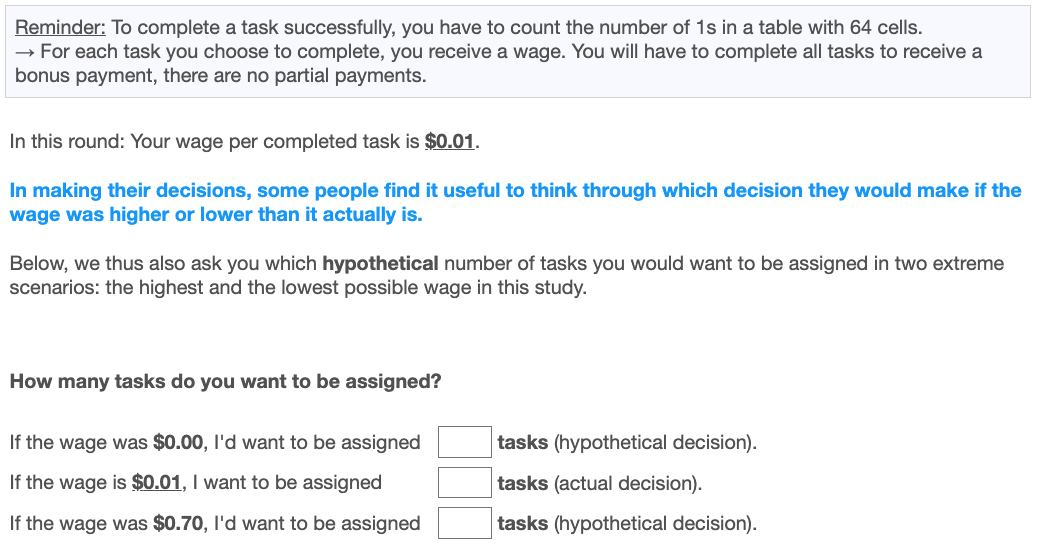 Reminder: To complete a task successfully, you have to count the number of 1s in a table with 64 cells.
→ For each task you choose to complete, you receive a wage. You will have to complete all tasks to receive a
bonus payment, there are no partial payments.
In this round: Your wage per completed task is $0.01.
In making their decisions, some people find it useful to think through which decision they would make if the
wage was higher or lower than it actually is.
Below, we thus also ask you which hypothetical number of tasks you would want to be assigned in two extreme
scenarios: the highest and the lowest possible wage in this study.
How many tasks do you want to be assigned?
If the wage was $0.00, I'd want to be assigned tasks (hypothetical decision).
If the wage is $0.01, I want to be assigned tasks (actual decision).
If the wage was $0.70, I'd want to be assigned tasks (hypothetical decision).